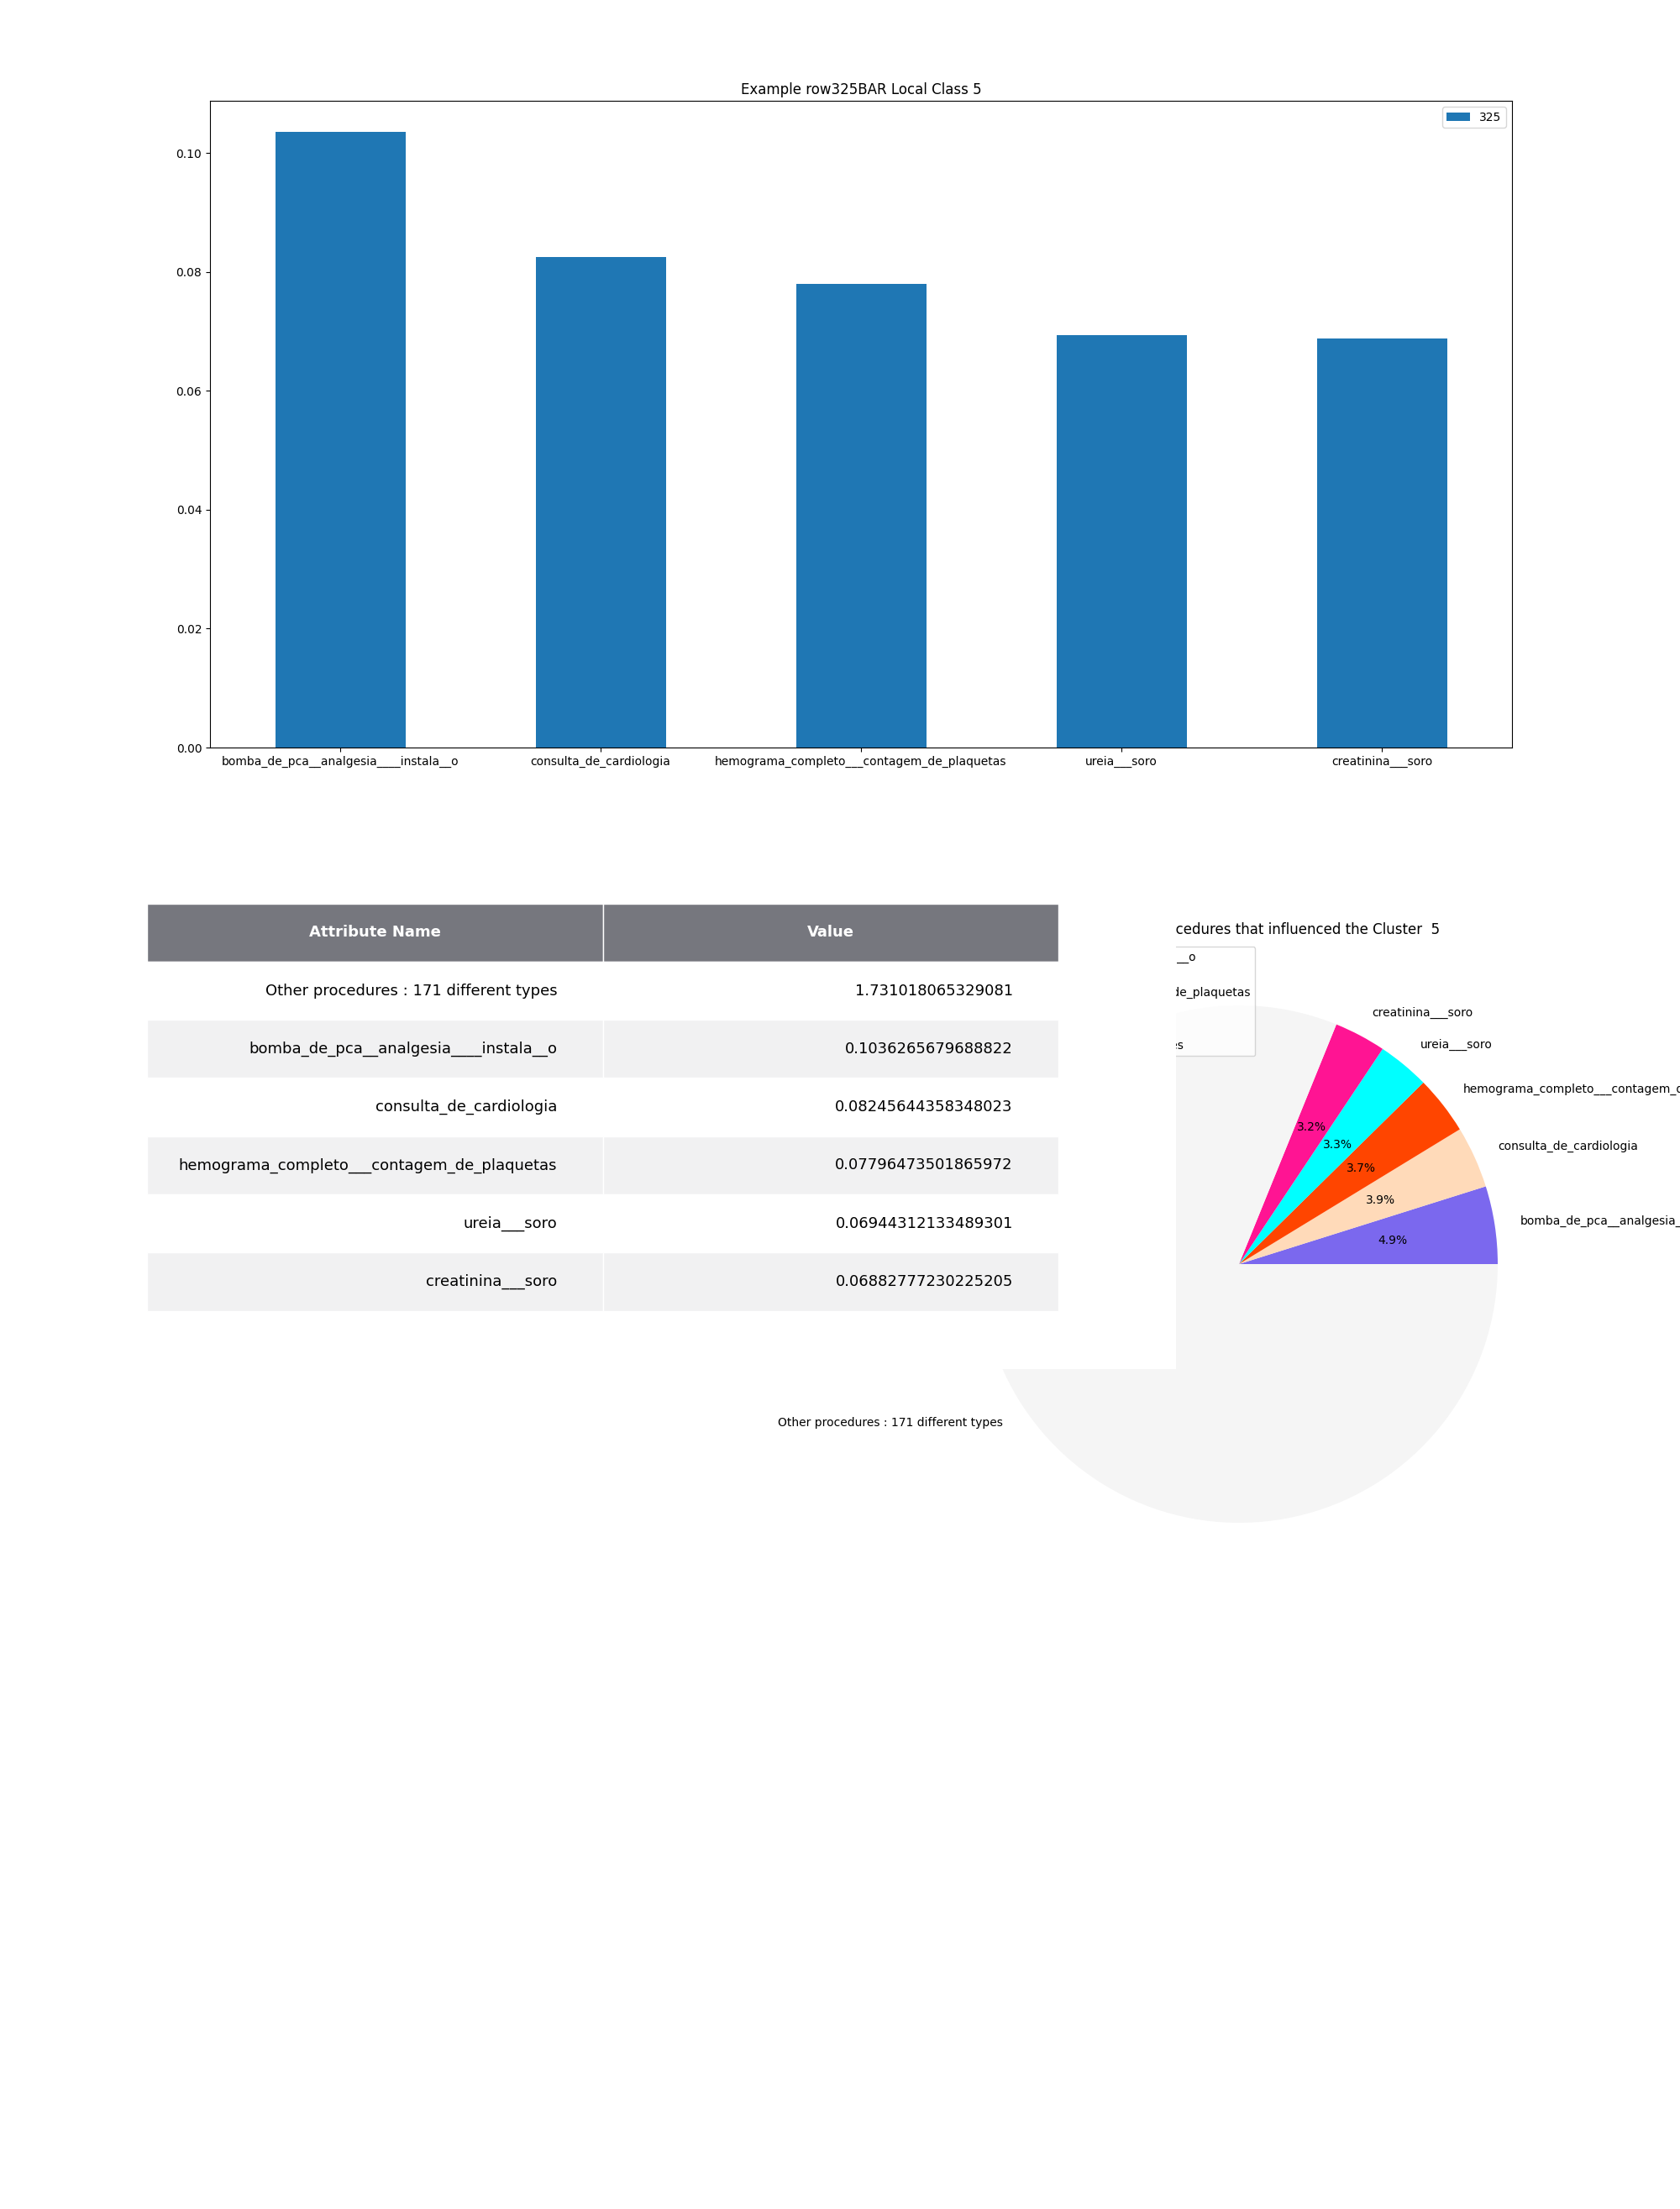 Example row325BAR Local Class 5
325
0.10
0.08
0.06
0.04
0.02
0.00
bomba_de_pca__analgesia____instala__o
consulta_de_cardiologia
hemograma_completo___contagem_de_plaquetas
ureia___soro
creatinina___soro
Attribute Name Value
Other procedures : 171 different types 1.731018065329081
bomba_de_pca__analgesia____instala__o 0.1036265679688822
consulta_de_cardiologia 0.08245644358348023
hemograma_completo___contagem_de_plaquetas 0.07796473501865972
ureia___soro 0.06944312133489301
creatinina___soro 0.06882777230225205
cedures that influenced the Cluster 5
__o
de_plaquetas
es
creatinina___soro
ureia___soro
hemograma_completo___contagem_
consulta_de_cardiologia
bomba_de_pca__analgesia_
3.2%
3.3%
3.7%
3.9%
4.9%
Other procedures : 171 different types